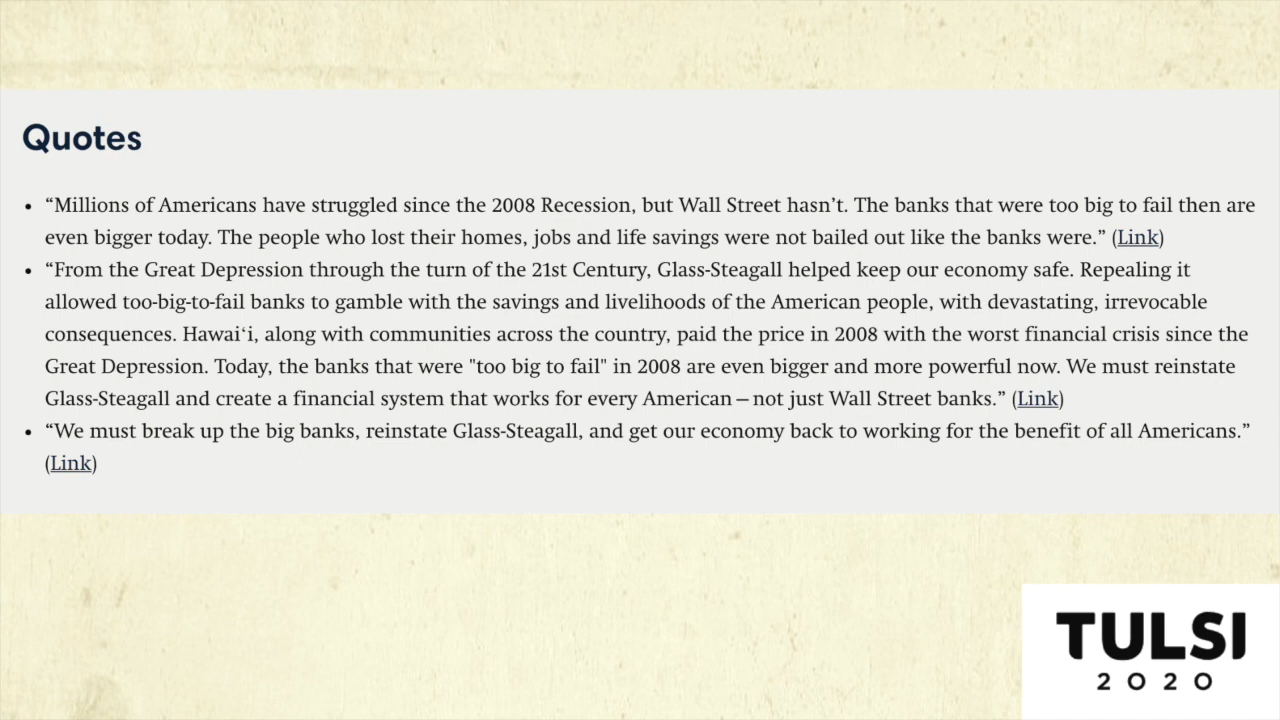 Quotes
• “Millions of Americans have struggled since the 2008 Recession, but Wall Street hasn’t. The banks that were too big to fail then are
even bigger today. The people who lost their homes, jobs and life savings were not bailed out like the banks were.” (Link)
• “From the Great Depression through the turn of the 21st Century, Glass-Steagall helped keep our economy safe. Repealing it
allowed too-big-to-fail banks to gamble with the savings and livelihoods of the American people, with devastating, irrevocable
consequences. Hawaiʻi, along with communities across the country, paid the price in 2008 with the worst financial crisis since the
Great Depression. Today, the banks that were "too big to fail" in 2008 are even bigger and more powerful now. We must reinstate
Glass-Steagall and create a financial system that works for every American — not just Wall Street banks.” (Link)
• “We must break up the big banks, reinstate Glass-Steagall, and get our economy back to working for the benefit of all Americans.”
(Link)
TULSI
2020